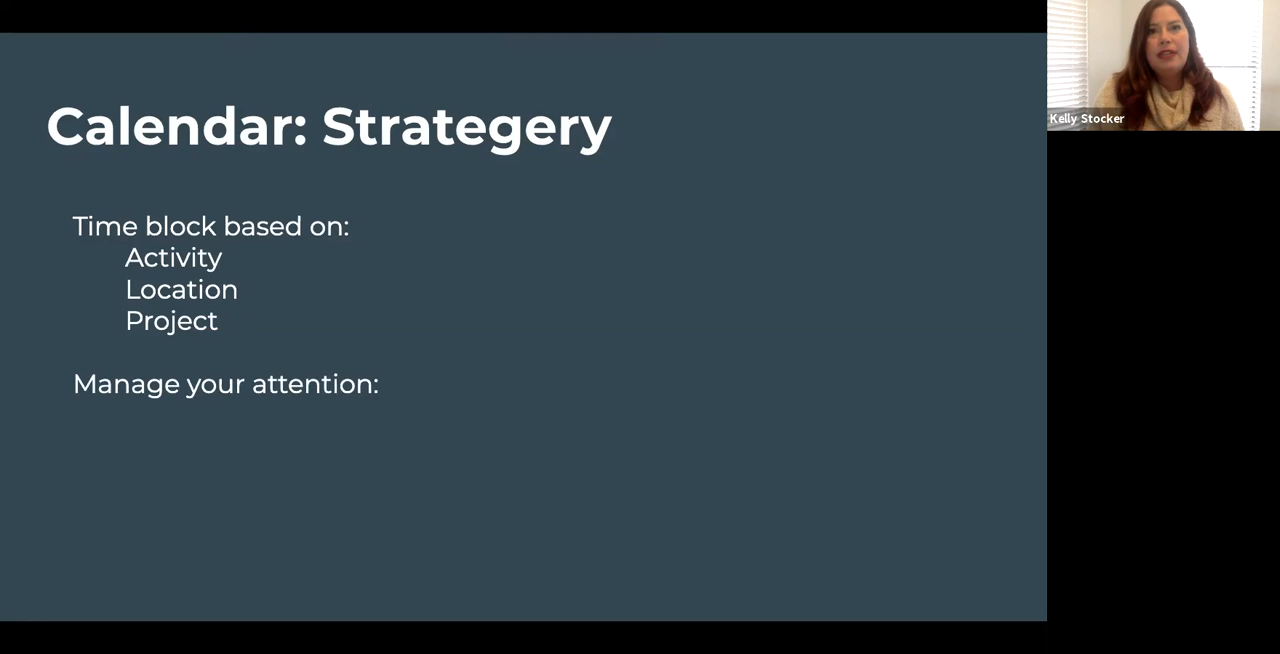 Calendar: Strategery
Time block based on:
Activity
Location
Project
Manage your attention:
Kelly Stocker